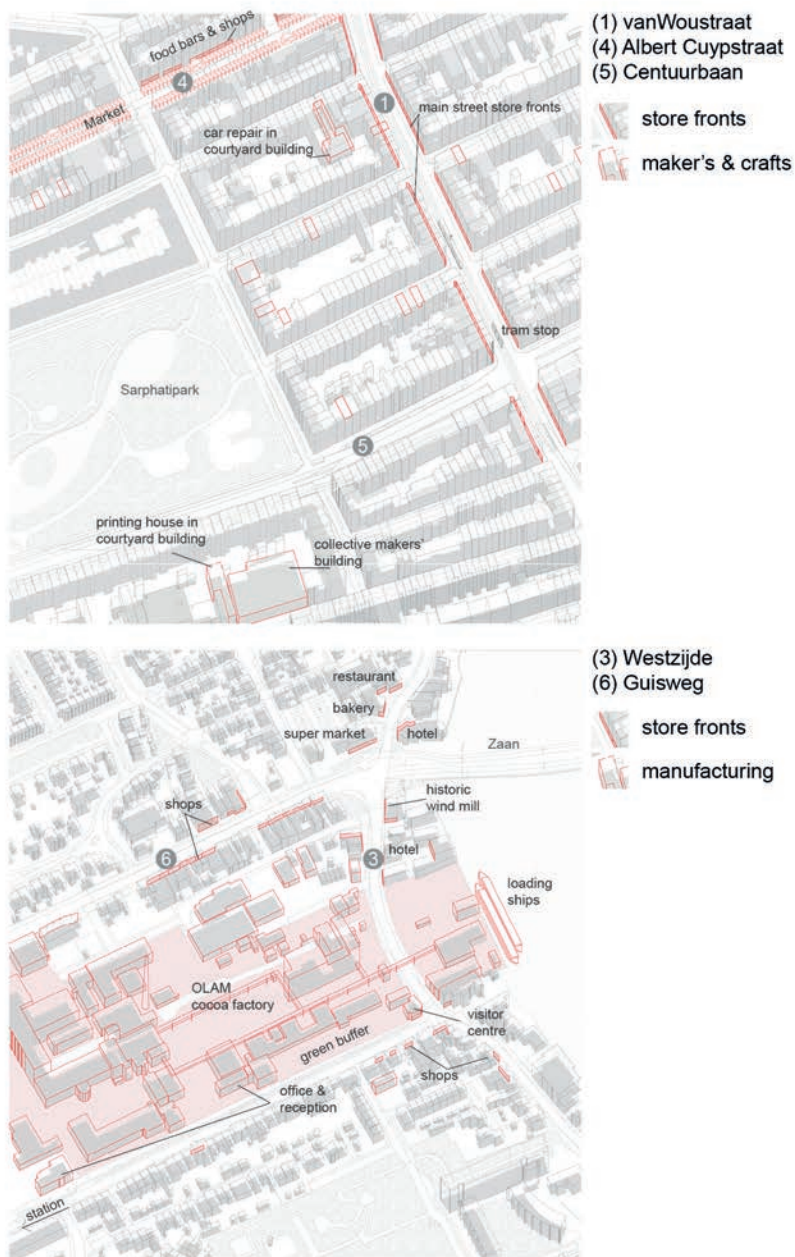 food bars & shops
4
Market
1
main street store fronts
car repair in
courtyard building
tram stop
Sarphatipark
5
printing house in
courtyard building
collective makers'
building
(1) vanWoustraat
(4) Albert Cuypstraat
(5) Centuurbaan
store fronts
maker's & crafts
restaurant
bakery
super market
hotel
Zaan
historic
wind mill
shops
6
3
hotel
loading
ships
OLAM
cocoa factory
visitor
centre
green buffer
shops
office &
reception
station
(3) Westzijde
(6) Guisweg
store fronts
manufacturing